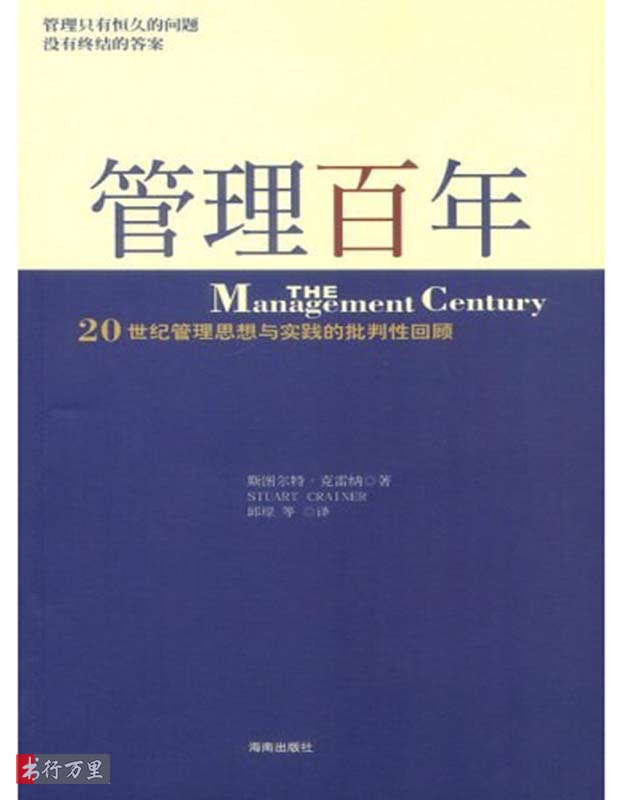 管理只有恒久的问题
没有终结的答案
管理百年
THE
Management Century
20世纪管理思想与实践的批判性回顾
斯图尔特·克雷纳◎著
STUART CRAINER
邱琼 等 ◎译
海南出版社
书行万里